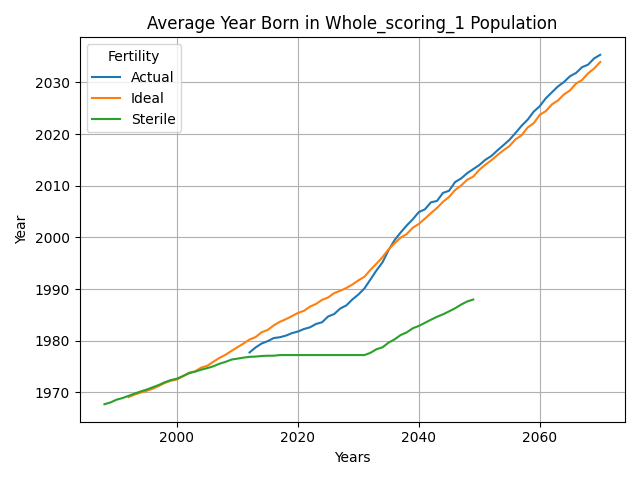 Average Year Born in Whole_scoring_1 Population
Fertility
Actual
Ideal
Sterile
2030
2020
2010
2000
1990
1980
1970
Year
2000
2020
2040
2060
Years